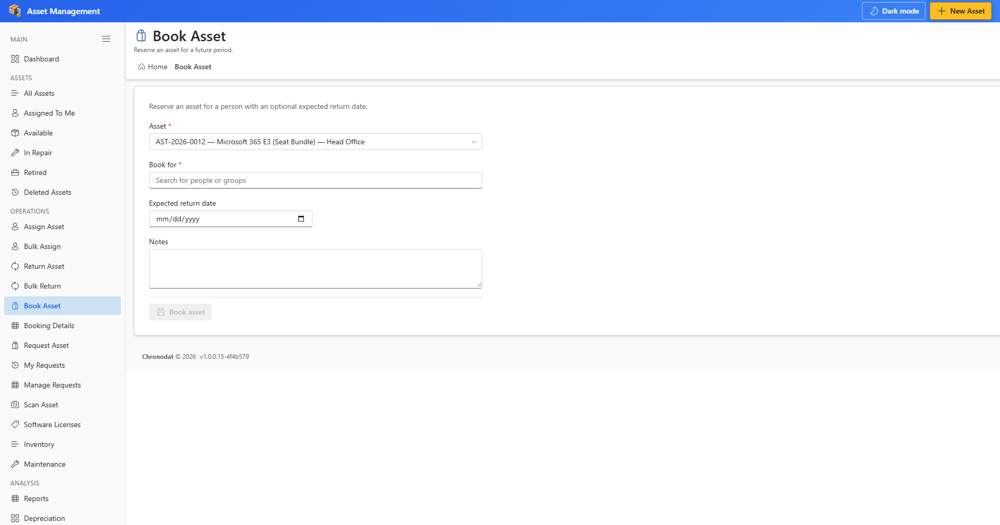 Asset Management
Dark mode
New Asset
MAIN
Dashboard
ASSETS
All Assets
Assigned To Me
Available
In Repair
Retired
Deleted Assets
OPERATIONS
Assign Asset
Bulk Assign
Return Asset
Bulk Return
Book Asset
Booking Details
Request Asset
My Requests
Manage Requests
Scan Asset
Software Licenses
Inventory
Maintenance
ANALYSIS
Reports
Depreciation
Book Asset
Reserve an asset for a future period.
Home Book Asset
Reserve an asset for a person with an optional expected return date.
Asset *
AST-2026-0012 — Microsoft 365 E3 (Seat Bundle) — Head Office
Book for *
Search for people or groups
Expected return date
mm/dd/yyyy
Notes
Book asset
Chronodat © 2026 v1.0.0.15-4f4b579